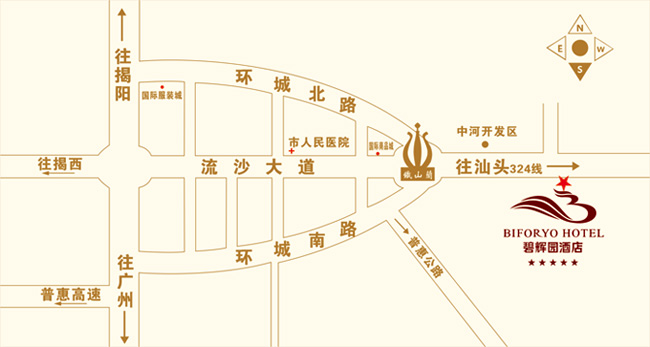 N
E
W
S
往揭阳
环城北路
国际服装城
市人民医院
国际商品城
中河开发区
往揭西
流沙大道
往汕头324线
BIFORYO HOTEL
碧辉园酒店
环城南路
普惠公路
往广州
普惠高速